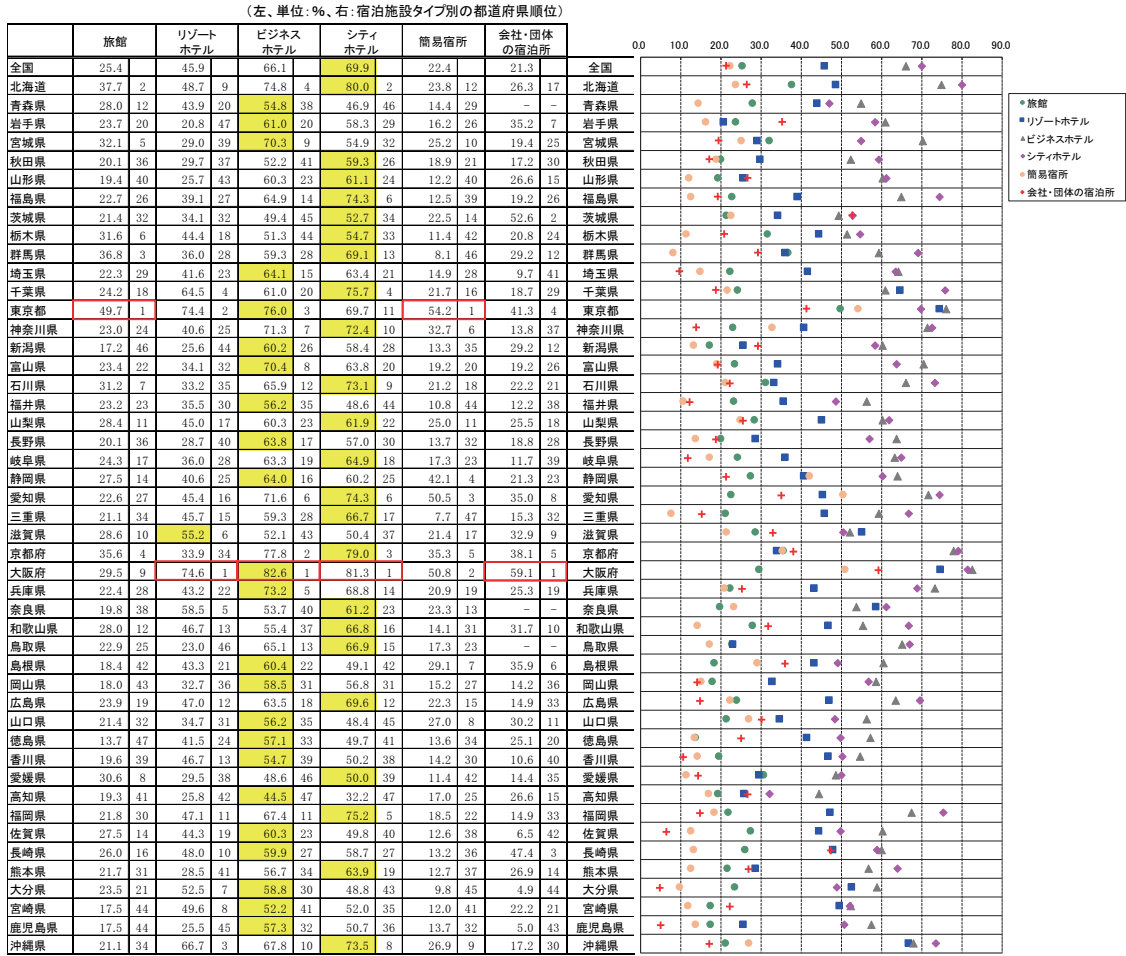 （左、単位：％、右：宿泊施設タイプ別の都道府県順位）
旅館 リゾートホテル ビジネスホテル シティホテル 簡易宿所 会社・団体の宿泊所
0.0 10.0 20.0 30.0 40.0 50.0 60.0 70.0 80.0 90.0
全国 25.4 45.9 66.1 69.9 22.4 21.3 全国
北海道 37.7 2 48.7 9 74.8 4 80.0 2 23.8 12 26.3 17 北海道
青森県 28.0 12 43.9 20 54.8 38 46.9 46 14.4 29 － － 青森県
岩手県 23.7 20 20.8 47 61.0 20 58.3 29 16.2 26 35.2 7 岩手県
宮城県 32.1 5 29.0 39 70.3 9 54.9 32 25.2 10 19.4 25 宮城県
秋田県 20.1 36 29.7 37 52.2 41 59.3 26 18.9 21 17.2 30 秋田県
山形県 19.4 40 25.7 43 60.3 23 61.1 24 12.2 40 26.6 15 山形県
福島県 22.7 26 39.1 27 64.9 14 74.3 6 12.5 39 19.2 26 福島県
茨城県 21.4 32 34.1 32 49.4 45 52.7 34 22.5 14 52.6 2 茨城県
栃木県 31.6 6 44.4 18 51.3 44 54.7 33 11.4 42 20.8 24 栃木県
群馬県 36.8 3 36.0 28 59.3 28 69.1 13 8.1 46 29.2 12 群馬県
埼玉県 22.3 29 41.6 23 64.1 15 63.4 21 14.9 28 9.7 41 埼玉県
千葉県 24.2 18 64.5 4 61.0 20 75.7 4 21.7 16 18.7 29 千葉県
東京都 49.7 1 74.4 2 76.0 3 69.7 11 54.2 1 41.3 4 東京都
神奈川県 23.0 24 40.6 25 71.3 7 72.4 10 32.7 6 13.8 37 神奈川県
新潟県 17.2 46 25.6 44 60.2 26 58.4 28 13.3 35 29.2 12 新潟県
富山県 23.4 22 34.1 32 70.4 8 63.8 20 19.2 20 19.2 26 富山県
石川県 31.2 7 33.2 35 65.9 12 73.1 9 21.2 18 22.2 21 石川県
福井県 23.2 23 35.5 30 56.2 35 48.6 44 10.8 44 12.2 38 福井県
山梨県 28.4 11 45.0 17 60.3 23 61.9 22 25.0 11 25.5 18 山梨県
長野県 20.1 36 28.7 40 63.8 17 57.0 30 13.7 32 18.8 28 長野県
岐阜県 24.3 17 36.0 28 63.3 19 64.9 18 17.3 23 11.7 39 岐阜県
静岡県 27.5 14 40.6 25 64.0 16 60.2 25 42.1 4 21.3 23 静岡県
愛知県 22.6 27 45.4 16 71.6 6 74.3 6 50.5 3 35.0 8 愛知県
三重県 21.1 34 45.7 15 59.3 28 66.7 17 7.7 47 15.3 32 三重県
滋賀県 28.6 10 55.2 6 52.1 43 50.4 37 21.4 17 32.9 9 滋賀県
京都府 35.6 4 33.9 34 77.8 2 79.0 3 35.3 5 38.1 5 京都府
大阪府 29.5 9 74.6 1 82.6 1 81.3 1 50.8 2 59.1 1 大阪府
兵庫県 22.4 28 43.2 22 73.2 5 68.8 14 20.9 19 25.3 19 兵庫県
奈良県 19.8 38 58.5 5 53.7 40 61.2 23 23.3 13 － － 奈良県
和歌山県 28.0 12 46.7 13 55.4 37 66.8 16 14.1 31 31.7 10 和歌山県
鳥取県 22.9 25 23.0 46 65.1 13 66.9 15 17.3 23 － － 鳥取県
島根県 18.4 42 43.3 21 60.4 22 49.1 42 29.1 7 35.9 6 島根県
岡山県 18.0 43 32.7 36 58.5 31 56.8 31 15.2 27 14.2 36 岡山県
広島県 23.9 19 47.0 12 63.5 18 69.6 12 22.3 15 14.9 33 広島県
山口県 21.4 32 34.7 31 56.2 35 48.4 45 27.0 8 30.2 11 山口県
徳島県 13.7 47 41.5 24 57.1 33 49.7 41 13.6 34 25.1 20 徳島県
香川県 19.6 39 46.7 13 54.7 39 50.2 38 14.2 30 10.6 40 香川県
愛媛県 30.6 8 29.5 38 48.6 46 50.0 39 11.4 42 14.4 35 愛媛県
高知県 19.3 41 25.8 42 44.5 47 32.2 47 17.0 25 26.6 15 高知県
福岡県 21.8 30 47.1 11 67.4 11 75.2 5 18.5 22 14.9 33 福岡県
佐賀県 27.5 14 44.3 19 60.3 23 49.8 40 12.6 38 6.5 42 佐賀県
長崎県 26.0 16 48.0 10 59.9 27 58.7 27 13.2 36 47.4 3 長崎県
熊本県 21.7 31 28.5 41 56.7 34 63.9 19 12.7 37 26.9 14 熊本県
大分県 23.5 21 52.5 7 58.8 30 48.8 43 9.8 45 4.9 44 大分県
宮崎県 17.5 44 49.6 8 52.2 41 52.0 35 12.0 41 22.2 21 宮崎県
鹿児島県 17.5 44 25.5 45 57.3 32 50.7 36 13.7 32 5.0 43 鹿児島県
沖縄県 21.1 34 66.7 3 67.8 10 73.5 8 26.9 9 17.2 30 沖縄県
旅館
リゾートホテル
ビジネスホテル
シティホテル
簡易宿所
会社・団体の宿泊所